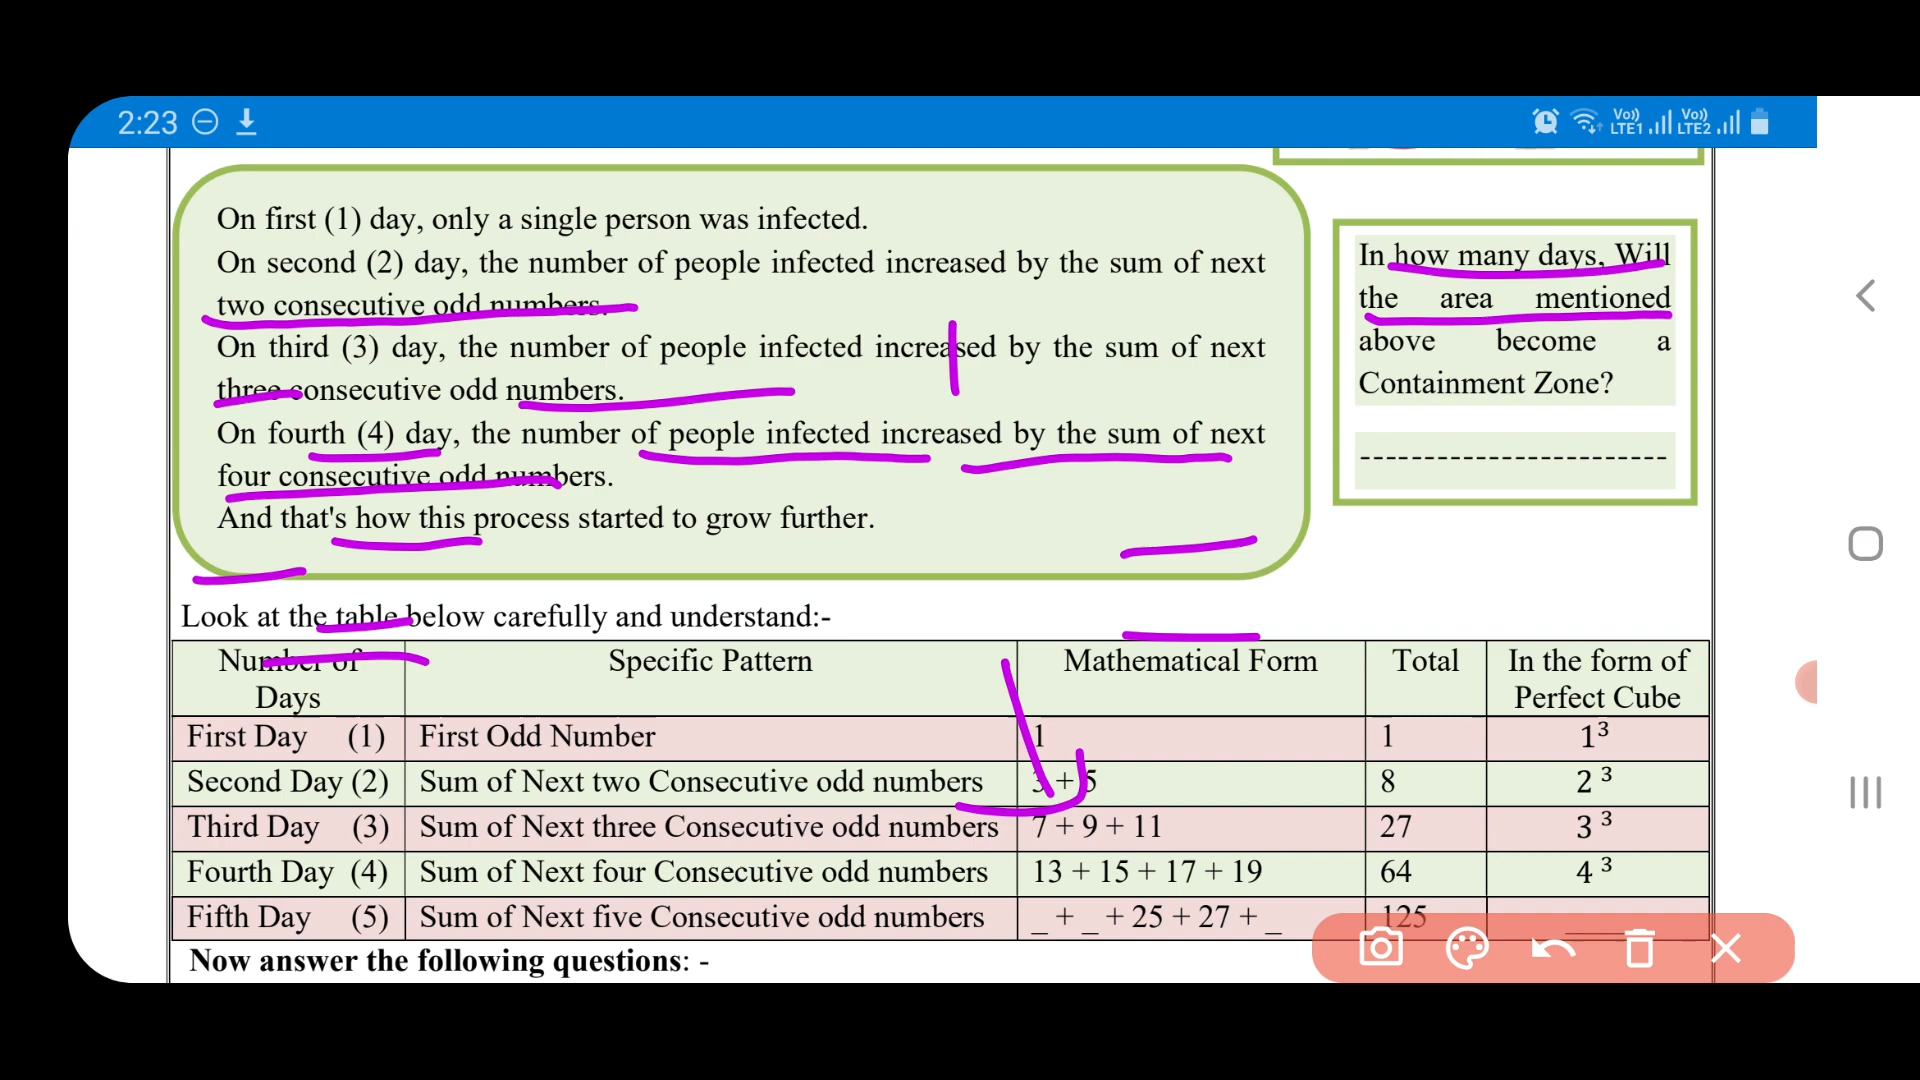 2:23
Vo)) LTE1 Vo)) LTE2
On first (1) day, only a single person was infected.
On second (2) day, the number of people infected increased by the sum of next
two consecutive odd numbers.
On third (3) day, the number of people infected increased by the sum of next
three consecutive odd numbers.
On fourth (4) day, the number of people infected increased by the sum of next
four consecutive odd numbers.
And that's how this process started to grow further.
In how many days, Will
the area mentioned
above become a
Containment Zone?
-----------------------
Look at the table below carefully and understand:-
Number of Days Specific Pattern Mathematical Form Total In the form of Perfect Cube
First Day (1) First Odd Number 1 1 1³
Second Day (2) Sum of Next two Consecutive odd numbers 3 + 5 8 2 ³
Third Day (3) Sum of Next three Consecutive odd numbers 7 + 9 + 11 27 3 ³
Fourth Day (4) Sum of Next four Consecutive odd numbers 13 + 15 + 17 + 19 64 4 ³
Fifth Day (5) Sum of Next five Consecutive odd numbers _ + _ + 25 + 27 + _ 125 ____
Now answer the following questions: -